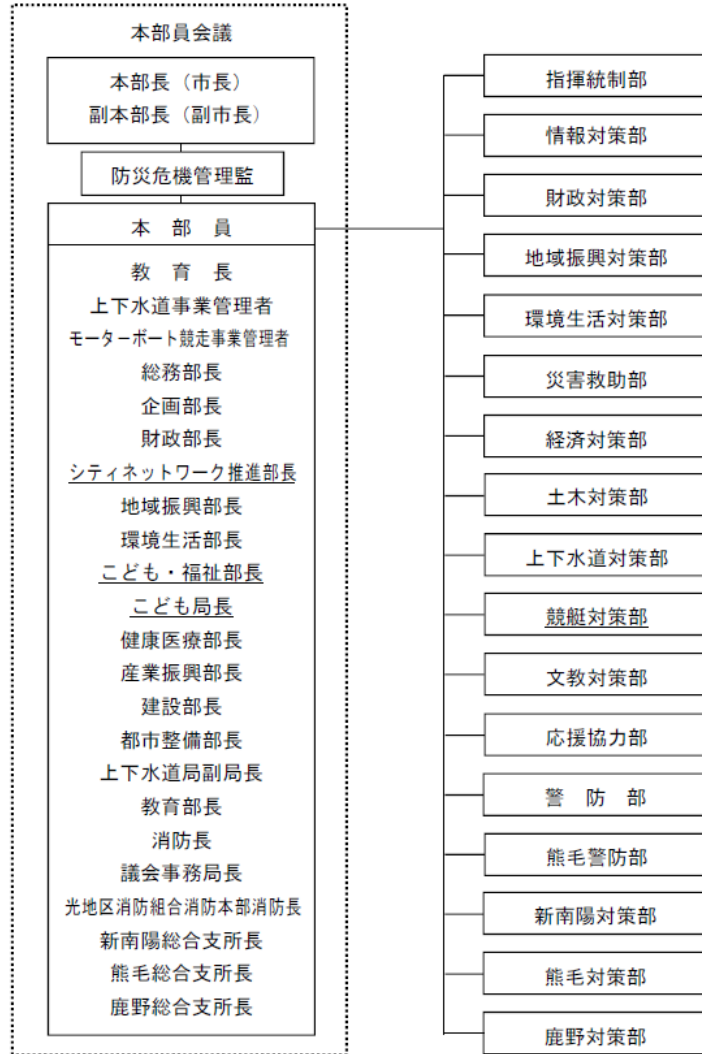 本部員会議
本部長（市長）
副本部長（副市長）
防災危機管理監
本　部　員
教　育　長
上下水道事業管理者
モーターボート競走事業管理者
総務部長
企画部長
財政部長
シティネットワーク推進部長
地域振興部長
環境生活部長
こども・福祉部長
こども局長
健康医療部長
産業振興部長
建設部長
都市整備部長
上下水道局副局長
教育部長
消防長
議会事務局長
光地区消防組合消防本部消防長
新南陽総合支所長
熊毛総合支所長
鹿野総合支所長
指揮統制部
情報対策部
財政対策部
地域振興対策部
環境生活対策部
災害救助部
経済対策部
土木対策部
上下水道対策部
競艇対策部
文教対策部
応援協力部
警　防　部
熊毛警防部
新南陽対策部
熊毛対策部
鹿野対策部